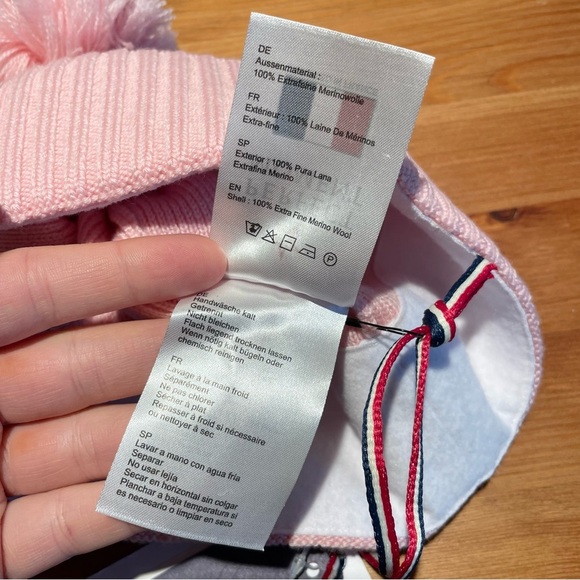 DE
Aussenmaterial :
100% Extrafeine Merinowolle
FR
Extérieur : 100% Laine De Mérinos
Extra-fine
SP
Exterior : 100% Pura Lana
Extrafina Merino
EN
Shell : 100% Extra Fine Merino Wool
P
DE
Handwäsche kalt
Getrennt
Nicht bleichen
Flach liegend trocknen lassen
Wenn nötig kalt bügeln oder
chemisch reinigen
FR
Lavage a la main froid
Séparément
Ne pas chlorer
Sécher à plat
Repasser à froid si nécessaire
ou nettoyer à sec
SP
Lavar a mano con agua fría
Separar
No usar lejía
Secar en horizontal sin colgar
Planchar a baja temperatura si
es necesario o limpiar en seco